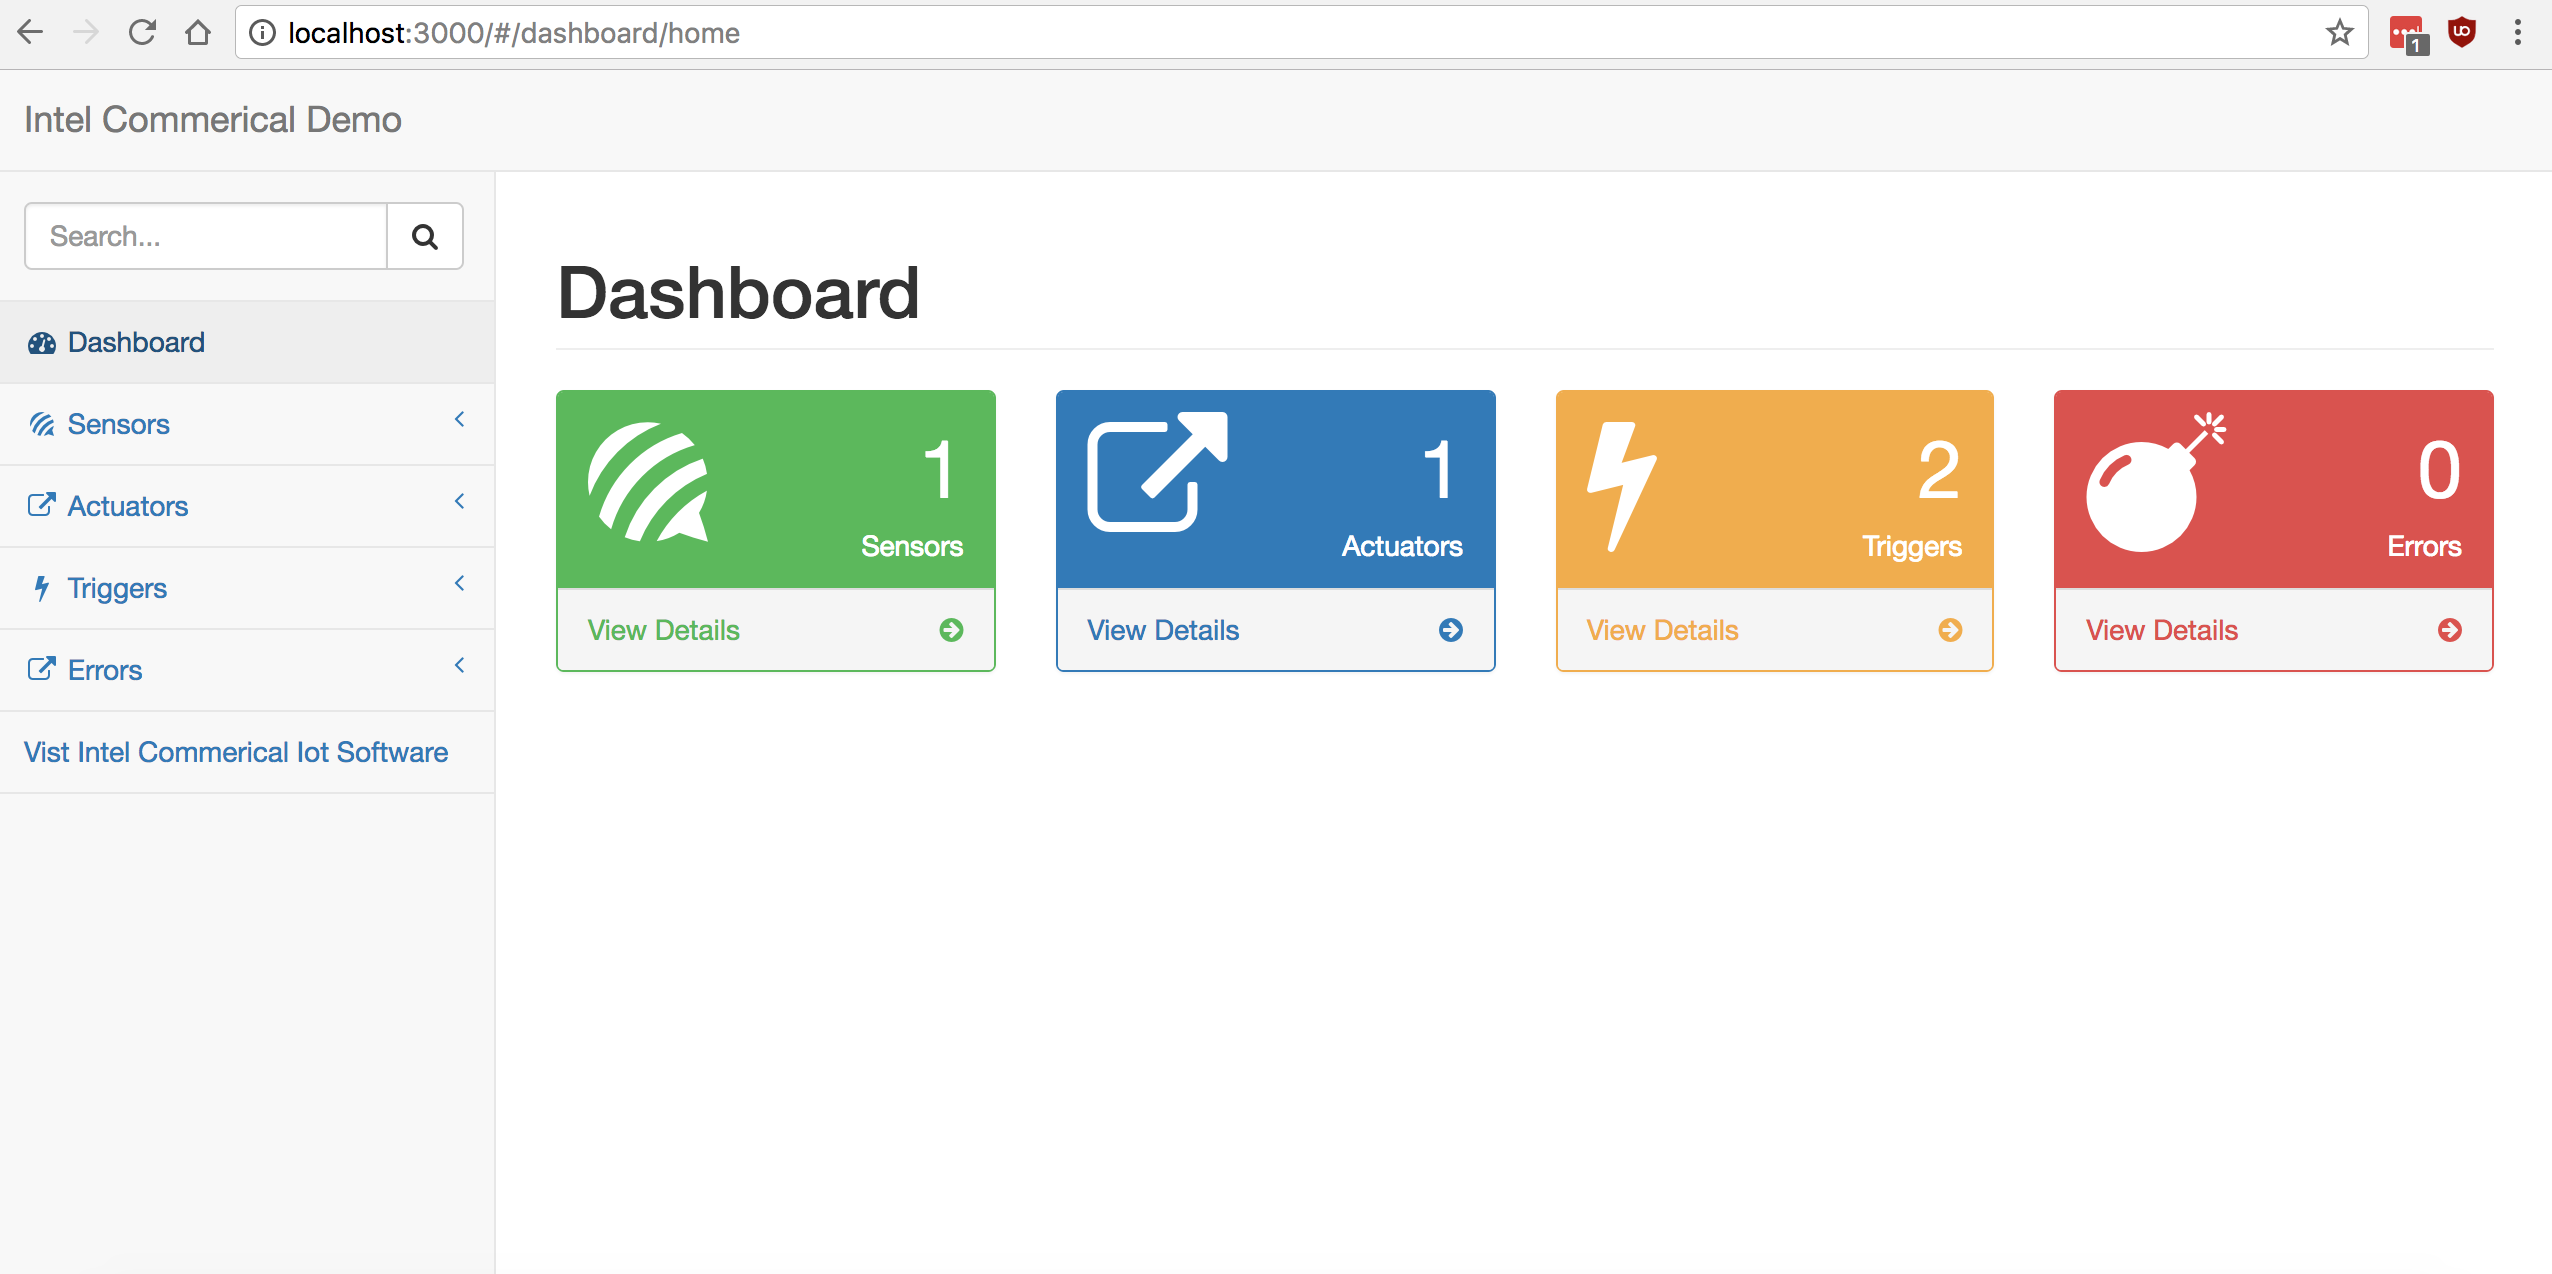 localhost:3000/#/dashboard/home
1
Intel Commerical Demo
Search...
Dashboard
Sensors
Actuators
Triggers
Errors
Vist Intel Commerical Iot Software
Dashboard
1
Sensors
View Details
1
Actuators
View Details
2
Triggers
View Details
0
Errors
View Details